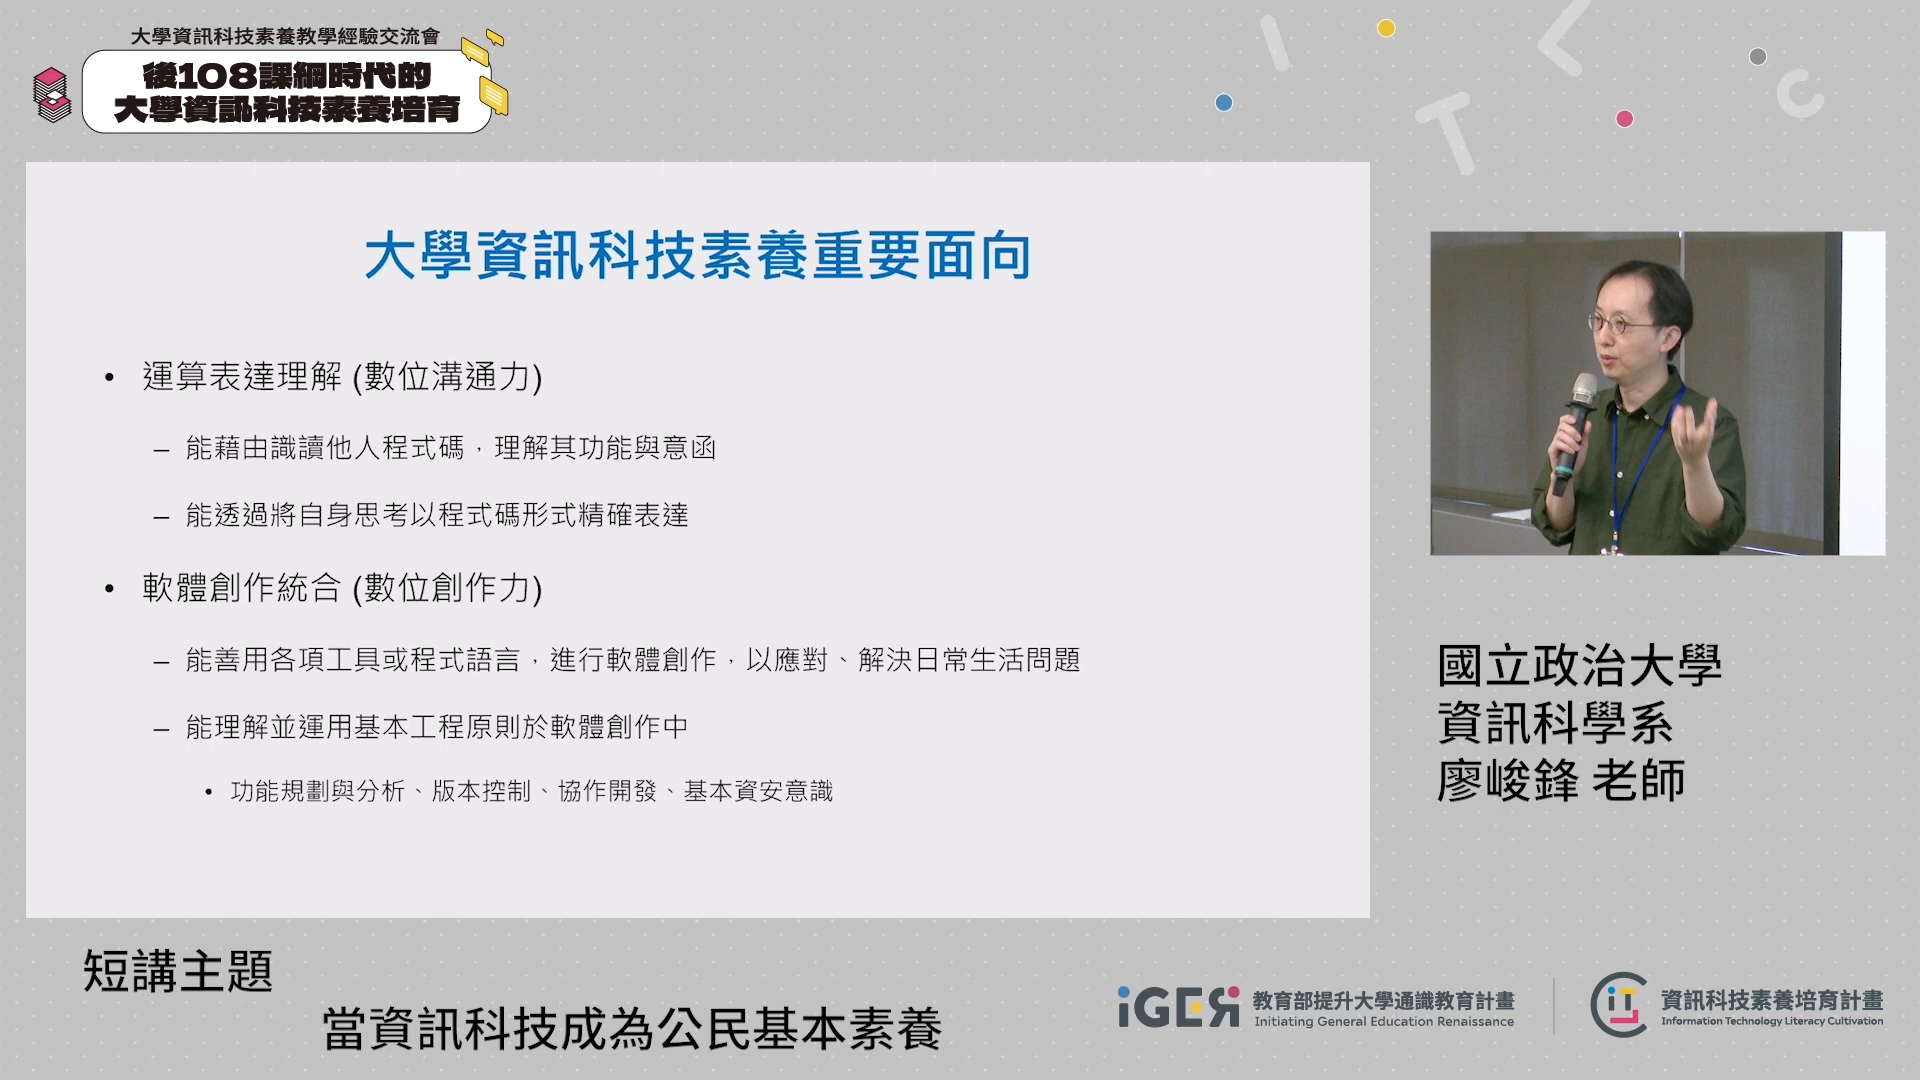 大學資訊科技素養教學經驗交流會
後108課綱時代的
大學資訊科技素養培育
大學資訊科技素養重要面向
• 運算表達理解 (數位溝通力)
– 能藉由識讀他人程式碼，理解其功能與意函
– 能透過將自身思考以程式碼形式精確表達
• 軟體創作統合 (數位創作力)
– 能善用各項工具或程式語言，進行軟體創作，以應對、解決日常生活問題
– 能理解並運用基本工程原則於軟體創作中
• 功能規劃與分析、版本控制、協作開發、基本資安意識
國立政治大學
資訊科學系
廖峻鋒 老師
短講主題
當資訊科技成為公民基本素養
iGER 教育部提升大學通識教育計畫
Initiating General Education Renaissance
資訊科技素養培育計畫
Information Technology Literacy Cultivation